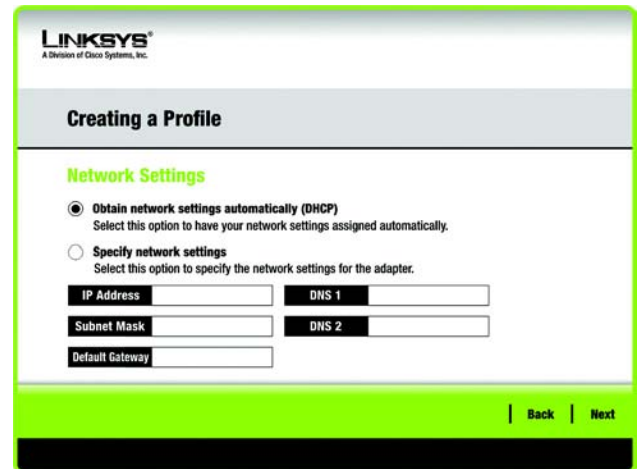 LINKSYS®
A Division of Cisco Systems, Inc.
Creating a Profile
Network Settings
Obtain network settings automatically (DHCP)
Select this option to have your network settings assigned automatically.
Specify network settings
Select this option to specify the network settings for the adapter.
IP Address DNS 1
Subnet Mask DNS 2
Default Gateway
Back Next